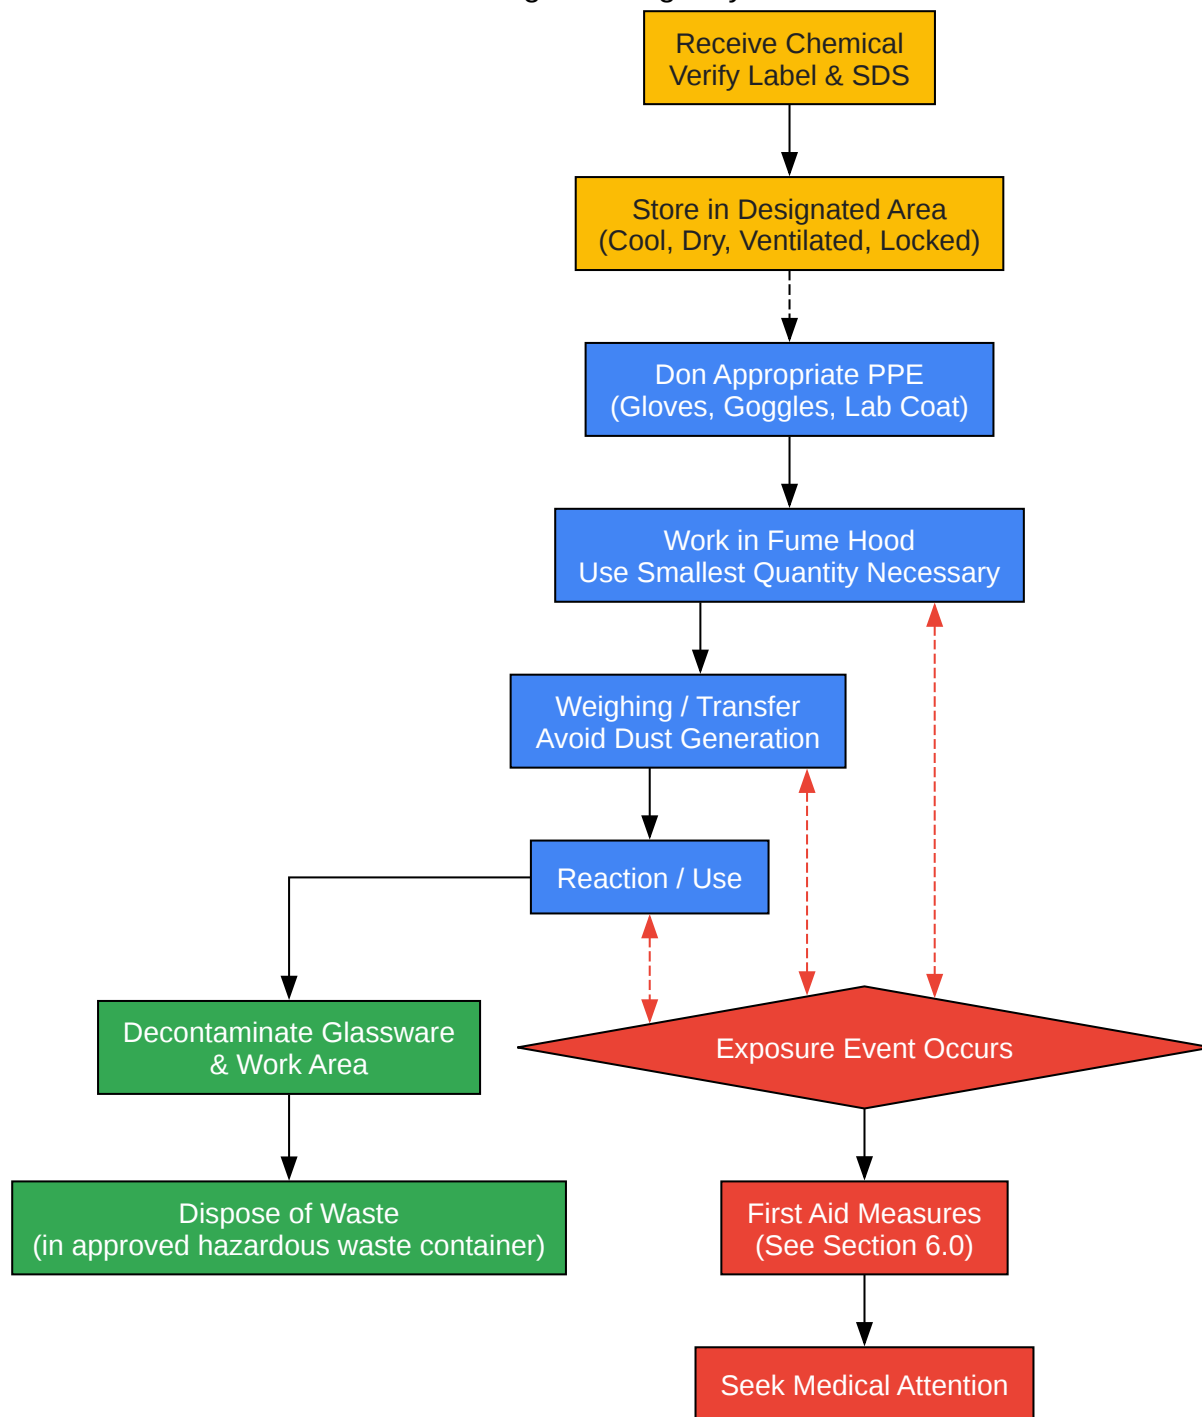 Receive Chemical
Verify Label & SDS
Store in Designated Area
(Cool, Dry, Ventilated, Locked)
Don Appropriate PPE
(Gloves, Goggles, Lab Coat)
Work in Fume Hood
Use Smallest Quantity Necessary
Weighing / Transfer
Avoid Dust Generation
Reaction / Use
Decontaminate Glassware
& Work Area
Exposure Event Occurs
Dispose of Waste
(in approved hazardous waste container)
First Aid Measures
(See Section 6.0)
Seek Medical Attention